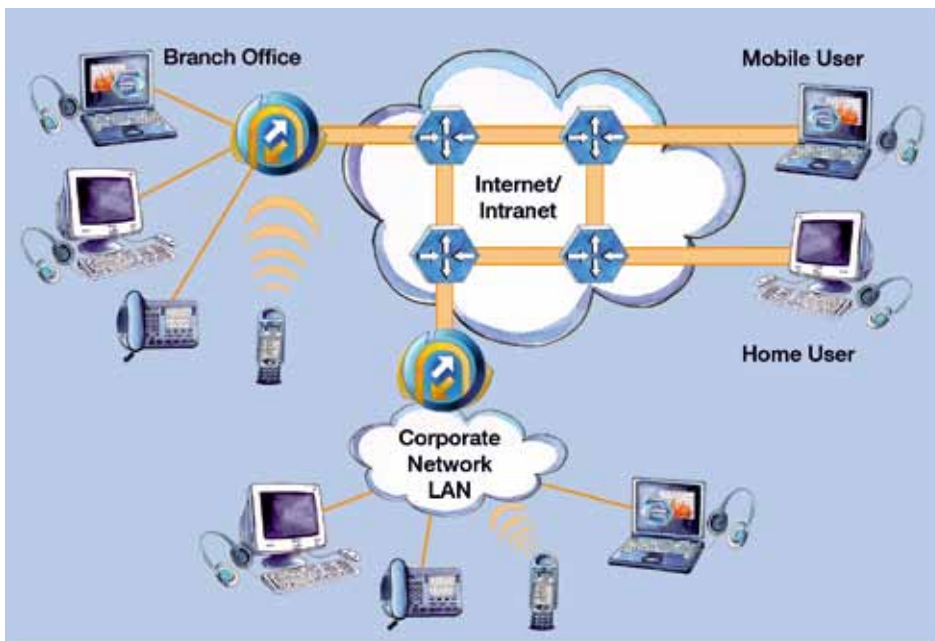 Branch Office
Mobile User
Internet/
Intranet
Home User
Corporate
Network
LAN